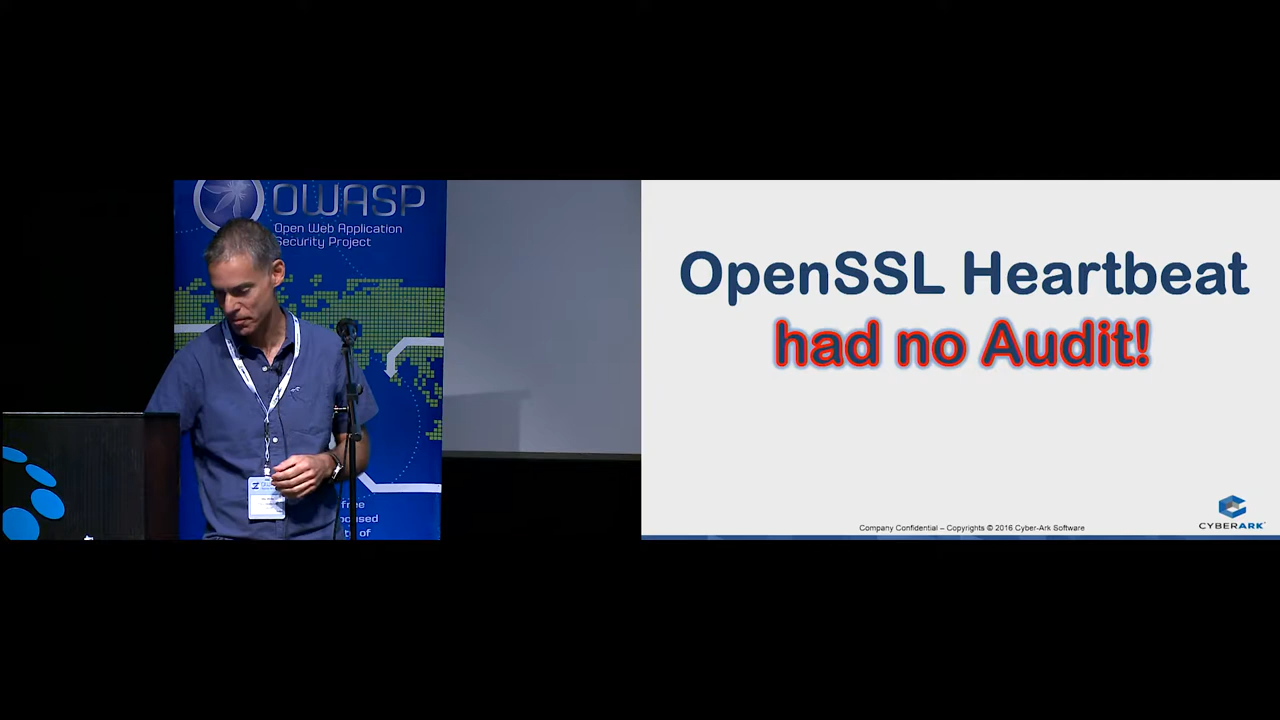 OWASP
Open Web Application
Security Project
free
OpenSSL Heartbeat
had no Audit!
Company Confidential – Copyrights © 2016 Cyber-Ark Software
CYBERARK